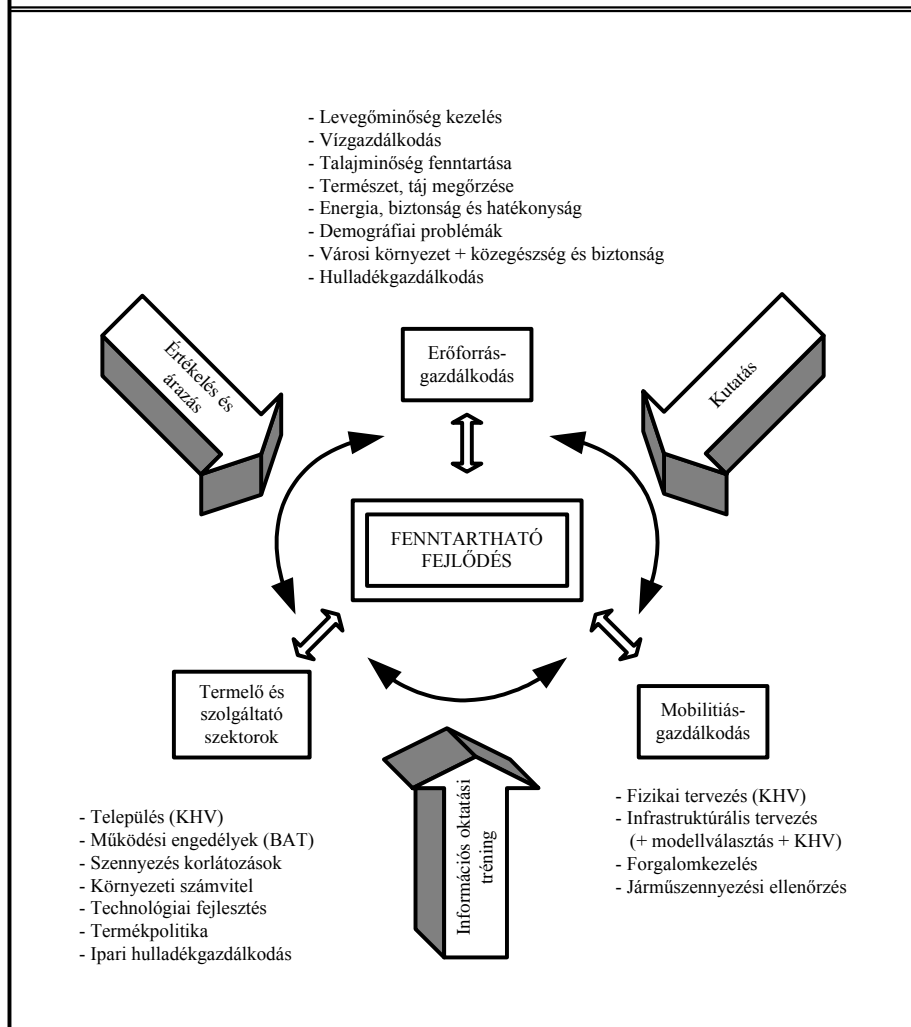 - Levegőminőség kezelés
- Vízgazdálkodás
- Talajminőség fenntartása
- Természet, táj megőrzése
- Energia, biztonság és hatékonyság
- Demográfiai problémák
- Városi környezet + közegészség és biztonság
- Hulladékgazdálkodás
Értékelés és
árazás
Erőforrás-
gazdálkodás
Kutatás
FENNTARTHATÓ
FEJLŐDÉS
Termelő és
szolgáltató
szektorok
Mobilitiás-
gazdálkodás
Információs oktatási
tréning
- Település (KHV)
- Működési engedélyek (BAT)
- Szennyezés korlátozások
- Környezeti számvitel
- Technológiai fejlesztés
- Termékpolitika
- Ipari hulladékgazdálkodás
- Fizikai tervezés (KHV)
- Infrastruktúrális tervezés
(+ modellválasztás + KHV)
- Forgalomkezelés
- Járműszennyezési ellenőrzés